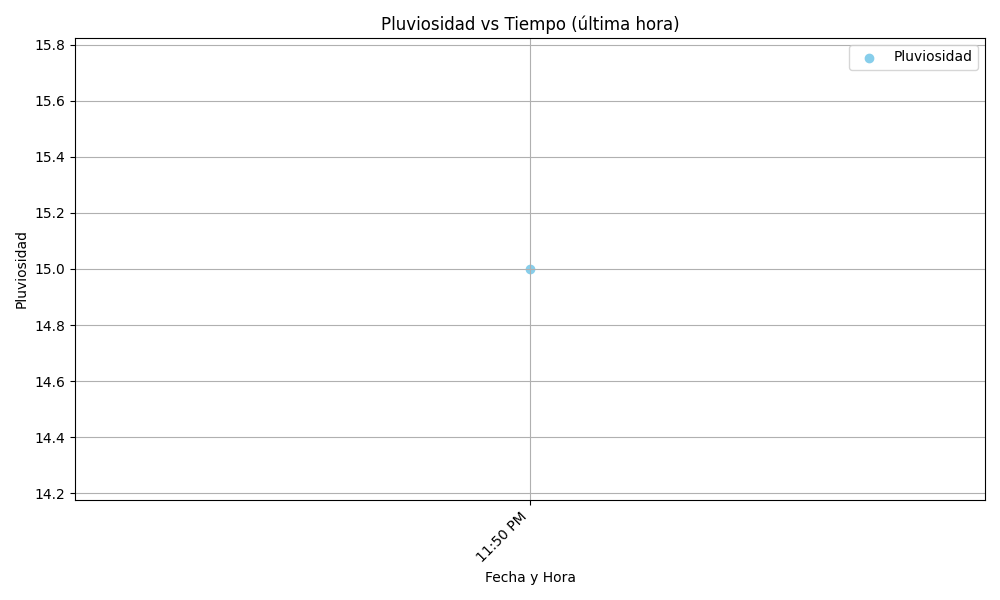 Pluviosidad vs Tiempo (última hora)
Pluviosidad
15.8
15.6
15.4
15.2
15.0
14.8
14.6
14.4
14.2
Pluviosidad
11:50 PM
Fecha y Hora